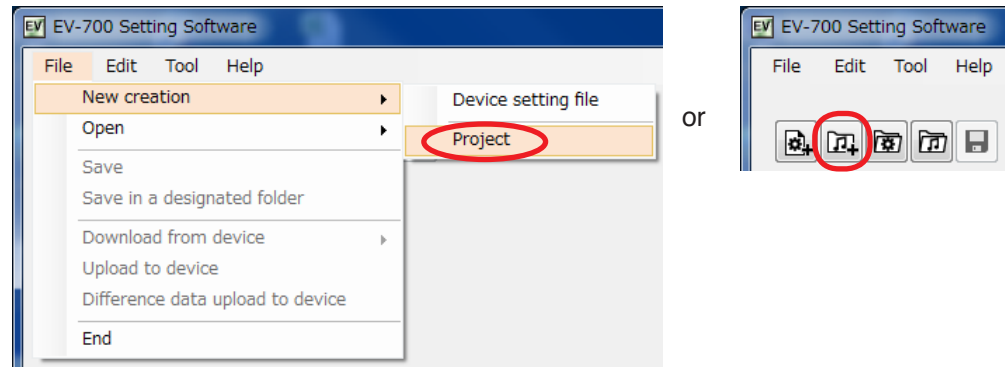 EV EV-700 Setting Software
File Edit Tool Help
New creation
Device setting file
Open
Project
Save
Save in a designated folder
Download from device
Upload to device
Difference data upload to device
End
or
EV EV-700 Setting Software
File Edit Tool Help